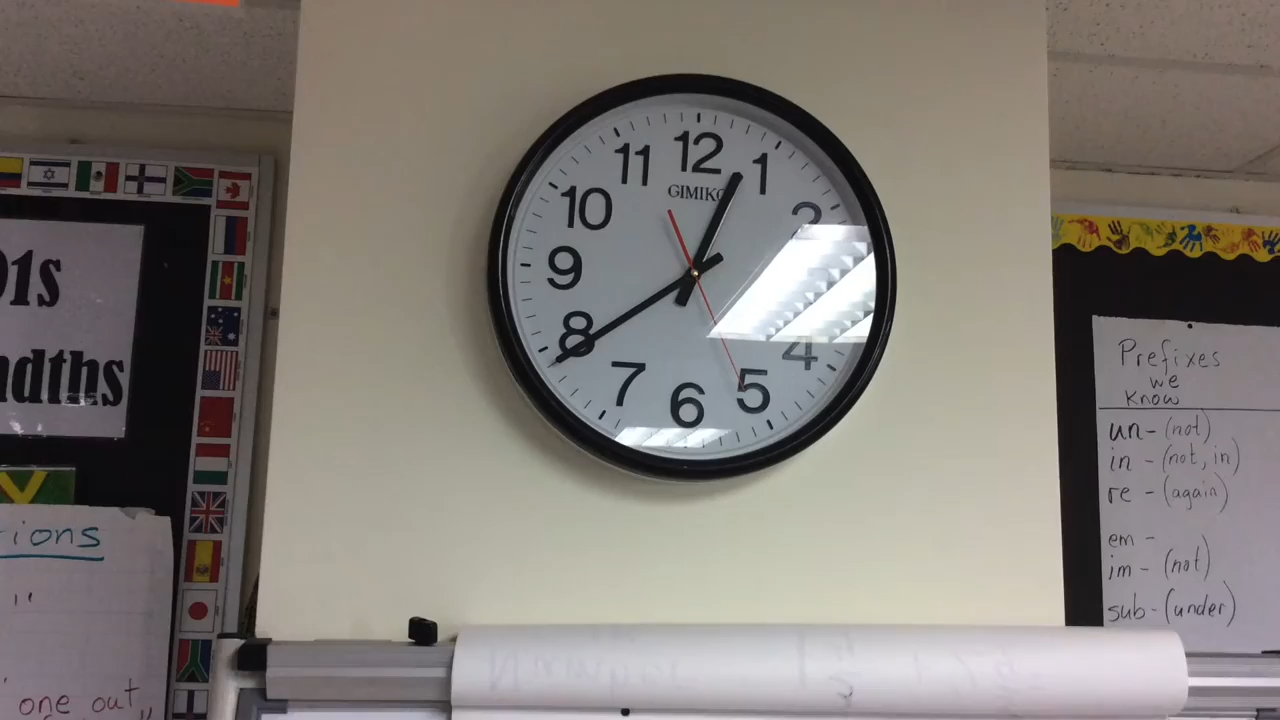 01s
ndths
ions
"
one out
12
1
2
4
5
6
7
8
9
10
11
GIMIKO
Prefixes
we
know
un- (not)
in - (not, in)
re - (again)
em -
im - (not)
sub - (under)